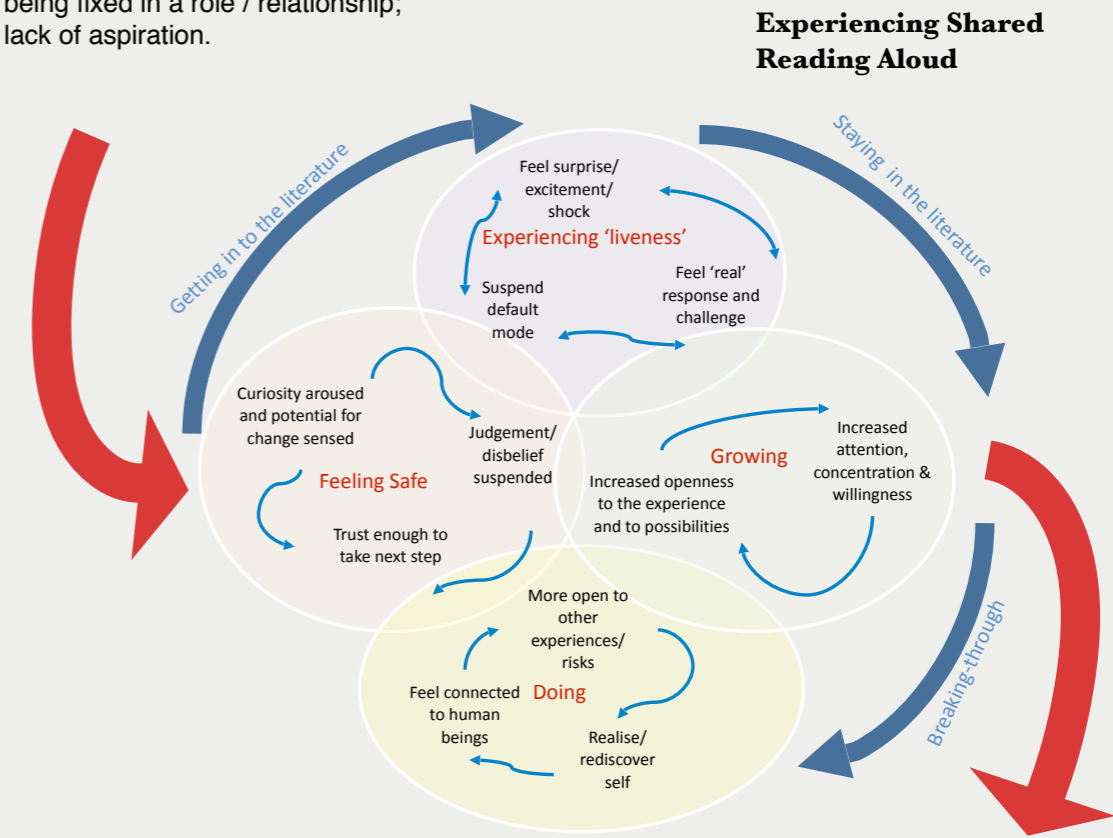 being fixed in a role / relationship;
lack of aspiration.
Experiencing Shared
Reading Aloud
Getting in to the literature
Staying in the literature
Feel surprise/
excitement/
shock
Experiencing ‘liveness’
Suspend
default
mode
Feel ‘real’
response and
challenge
Curiosity aroused
and potential for
change sensed
Judgement/
disbelief
suspended
Feeling Safe
Trust enough to
take next step
Growing
Increased
attention,
concentration &
willingness
Increased openness
to the experience
and to possibilities
More open to
other
experiences/
risks
Doing
Feel connected
to human
beings
Realise/
rediscover
self
Breaking-through